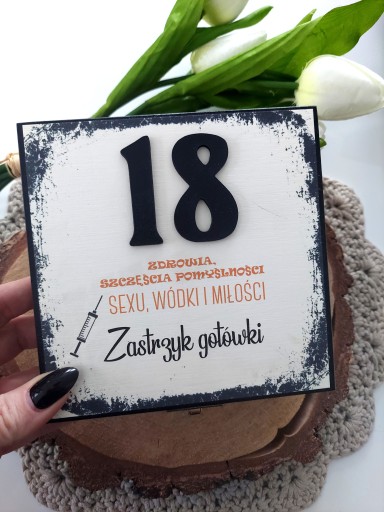 18
ZDROWIA,
SZCZĘŚCIA POMYŚLNOŚCI
SEXU, WÓDKI I MIŁOŚCI
Zastrzyk gotówki